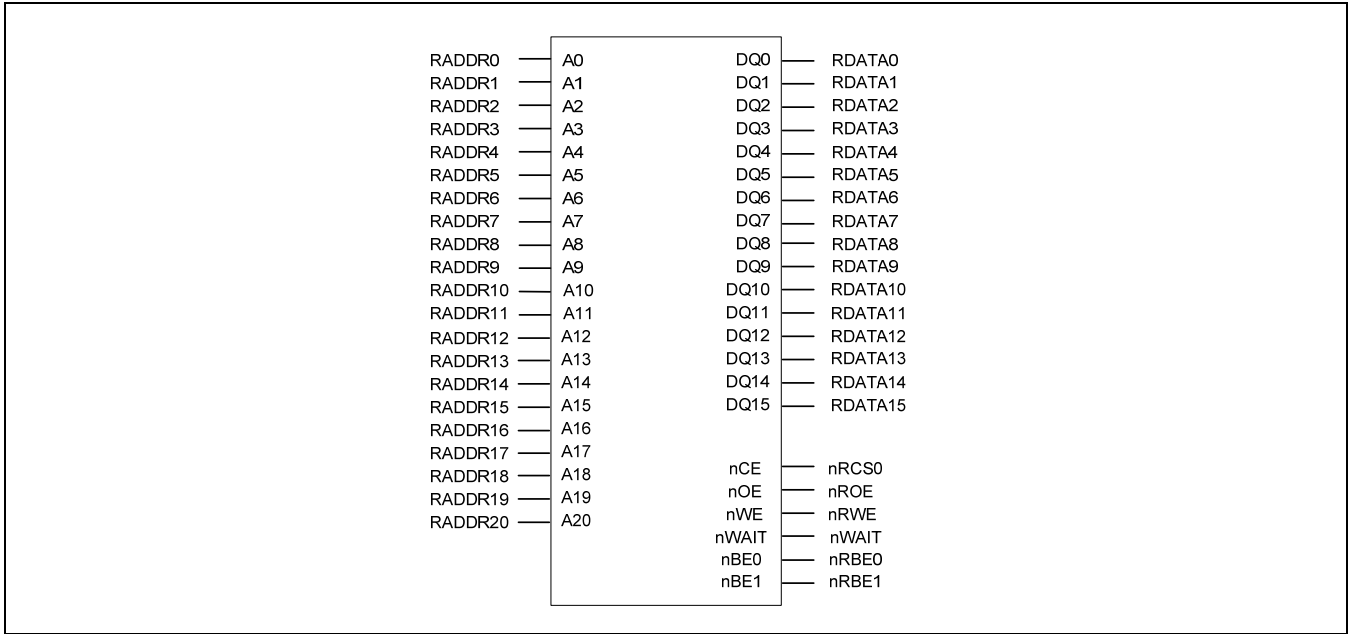 RADDR0 A0 DQ0 RDATA0
RADDR1 A1 DQ1 RDATA1
RADDR2 A2 DQ2 RDATA2
RADDR3 A3 DQ3 RDATA3
RADDR4 A4 DQ4 RDATA4
RADDR5 A5 DQ5 RDATA5
RADDR6 A6 DQ6 RDATA6
RADDR7 A7 DQ7 RDATA7
RADDR8 A8 DQ8 RDATA8
RADDR9 A9 DQ9 RDATA9
RADDR10 A10 DQ10 RDATA10
RADDR11 A11 DQ11 RDATA11
RADDR12 A12 DQ12 RDATA12
RADDR13 A13 DQ13 RDATA13
RADDR14 A14 DQ14 RDATA14
RADDR15 A15 DQ15 RDATA15
RADDR16 A16
RADDR17 A17
RADDR18 A18 nCE nRCS0
RADDR19 A19 nOE nROE
RADDR20 A20 nWE nRWE
nWAIT nWAIT
nBE0 nRBE0
nBE1 nRBE1